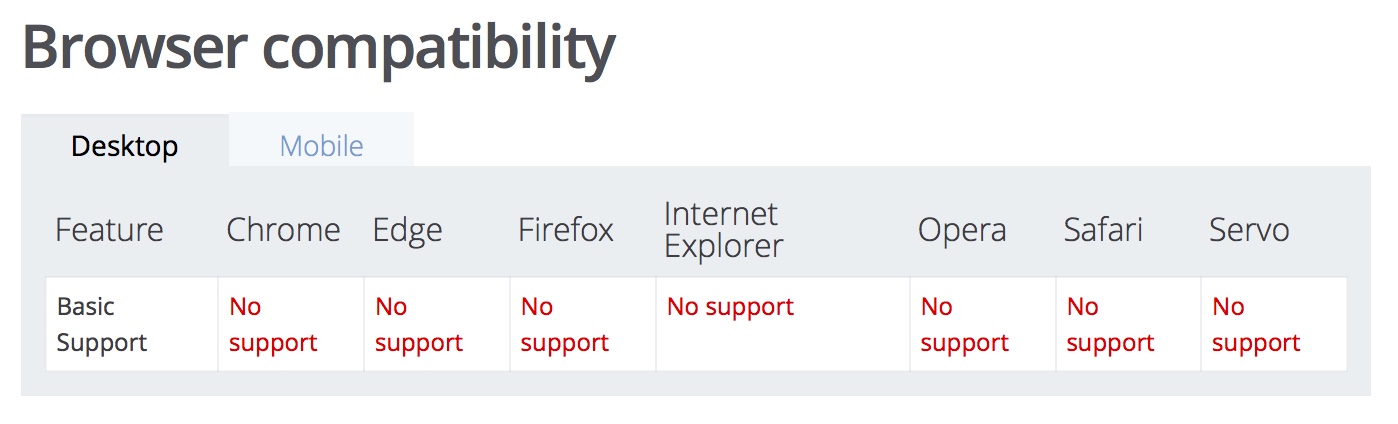 Browser compatibility
Desktop Mobile
Feature Chrome Edge Firefox Internet Explorer Opera Safari Servo
Basic Support No support No support No support No support No support No support No support